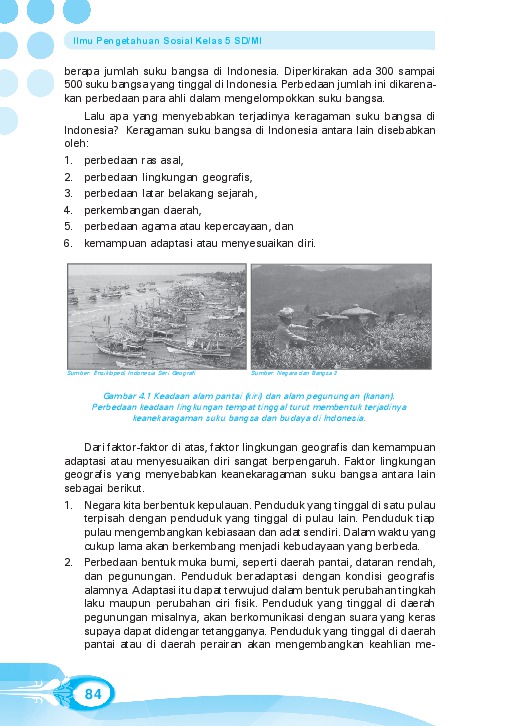 Ilmu Pengetahuan Sosial Kelas 5 SD/MI
berapa jumlah suku bangsa di Indonesia. Diperkirakan ada 300 sampai
500 suku bangsa yang tinggal di Indonesia. Perbedaan jumlah ini dikarena-
kan perbedaan para ahli dalam mengelompokkan suku bangsa.
Lalu apa yang menyebabkan terjadinya keragaman suku bangsa di
Indonesia? Keragaman suku bangsa di Indonesia antara lain disebabkan
oleh:
1. perbedaan ras asal,
2. perbedaan lingkungan geografis,
3. perbedaan latar belakang sejarah,
4. perkembangan daerah,
5. perbedaan agama atau kepercayaan, dan
6. kemampuan adaptasi atau menyesuaikan diri.
Sumber: Ensiklopedi Indonesia Seri Geografi
Sumber: Negara dan Bangsa 3
Gambar 4.1 Keadaan alam pantai (kiri) dan alam pegunungan (kanan).
Perbedaan keadaan lingkungan tempat tinggal turut membentuk terjadinya
keanekaragaman suku bangsa dan budaya di Indonesia.
Dari faktor-faktor di atas, faktor lingkungan geografis dan kemampuan
adaptasi atau menyesuaikan diri sangat berpengaruh. Faktor lingkungan
geografis yang menyebabkan keanekaragaman suku bangsa antara lain
sebagai berikut.
1. Negara kita berbentuk kepulauan. Penduduk yang tinggal di satu pulau
terpisah dengan penduduk yang tinggal di pulau lain. Penduduk tiap
pulau mengembangkan kebiasaan dan adat sendiri. Dalam waktu yang
cukup lama akan berkembang menjadi kebudayaan yang berbeda.
2. Perbedaan bentuk muka bumi, seperti daerah pantai, dataran rendah,
dan pegunungan. Penduduk beradaptasi dengan kondisi geografis
alamnya. Adaptasi itu dapat terwujud dalam bentuk perubahan tingkah
laku maupun perubahan ciri fisik. Penduduk yang tinggal di daerah
pegunungan misalnya, akan berkomunikasi dengan suara yang keras
supaya dapat didengar tetangganya. Penduduk yang tinggal di daerah
pantai atau di daerah perairan akan mengembangkan keahlian me-
84